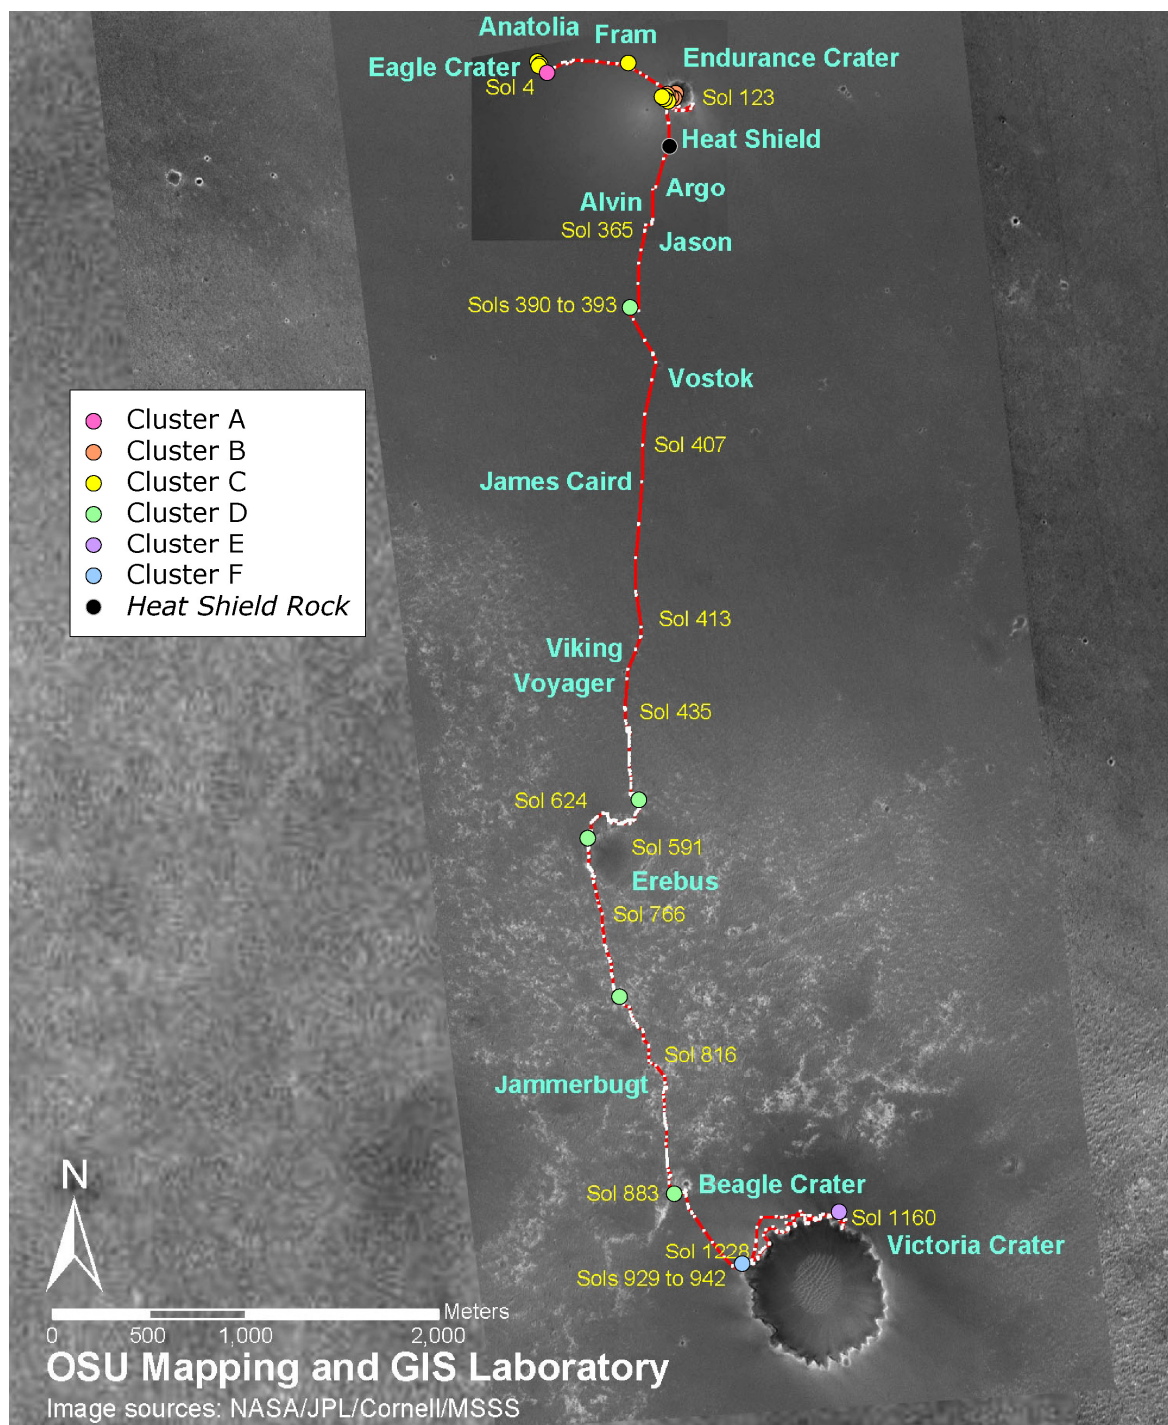 Anatolia
Fram
Eagle Crater
Endurance Crater
Sol 4
Sol 123
Heat Shield
Argo
Alvin
Sol 365
Jason
Sols 390 to 393
Vostok
Cluster A
Cluster B
Cluster C
Cluster D
Cluster E
Cluster F
Heat Shield Rock
Sol 407
James Caird
Sol 413
Viking
Voyager
Sol 435
Sol 624
Sol 591
Erebus
Sol 766
Sol 816
Jammerbugt
Sol 883
Beagle Crater
Sol 1160
Victoria Crater
Sol 1228
Sols 929 to 942
N
Meters
0 500 1,000 2,000
OSU Mapping and GIS Laboratory
Image sources: NASA/JPL/Cornell/MSSS